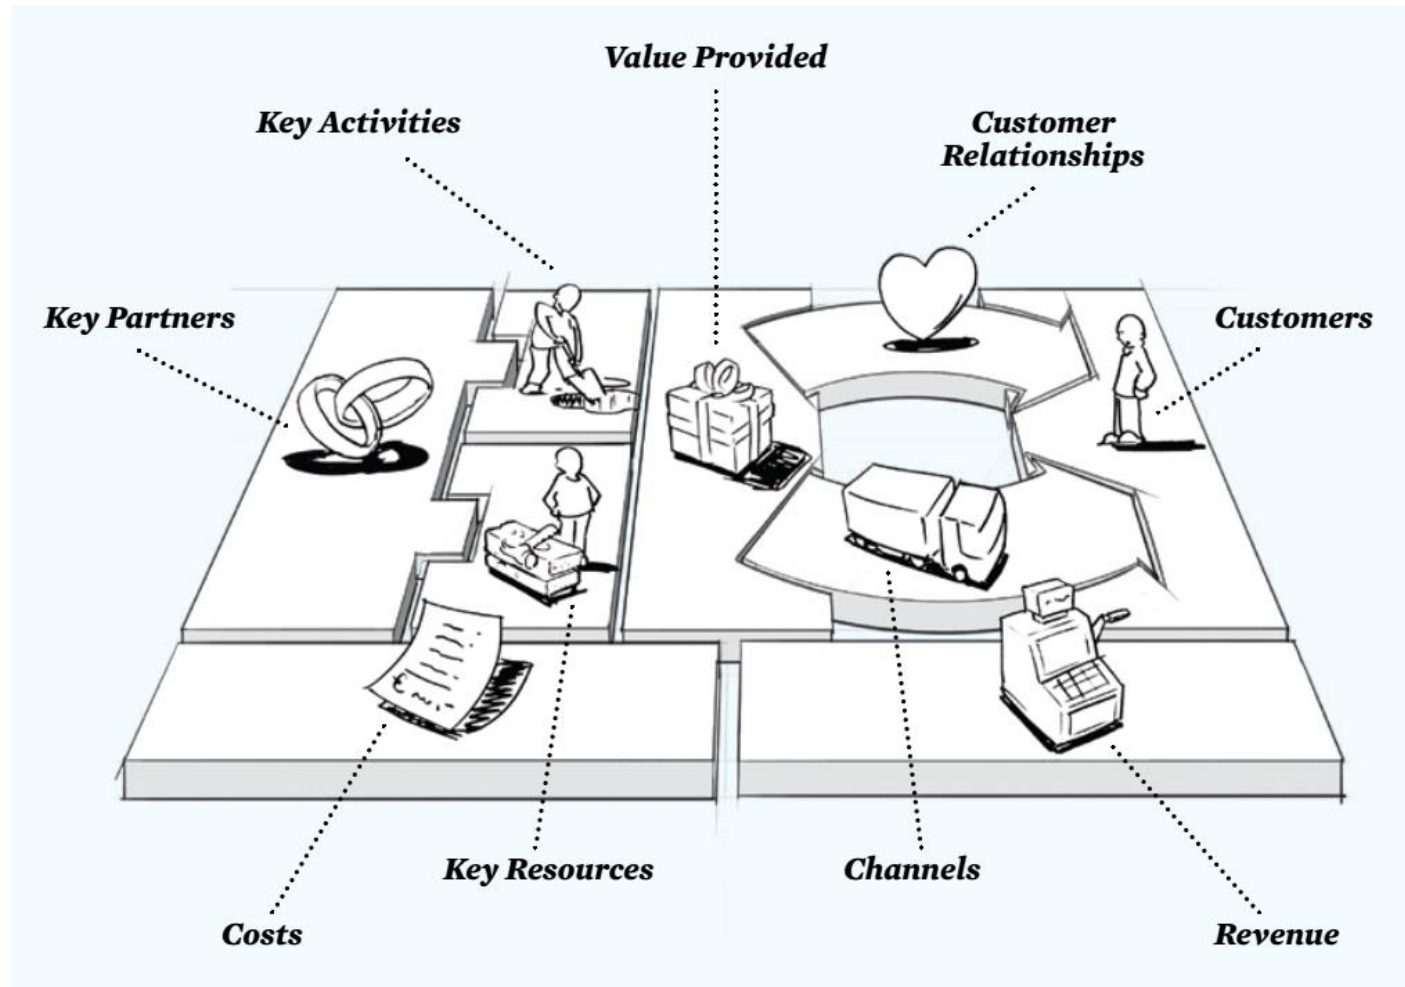 Value Provided
Key Activities
Customer
Relationships
Key Partners
Customers
Key Resources
Channels
Costs
Revenue